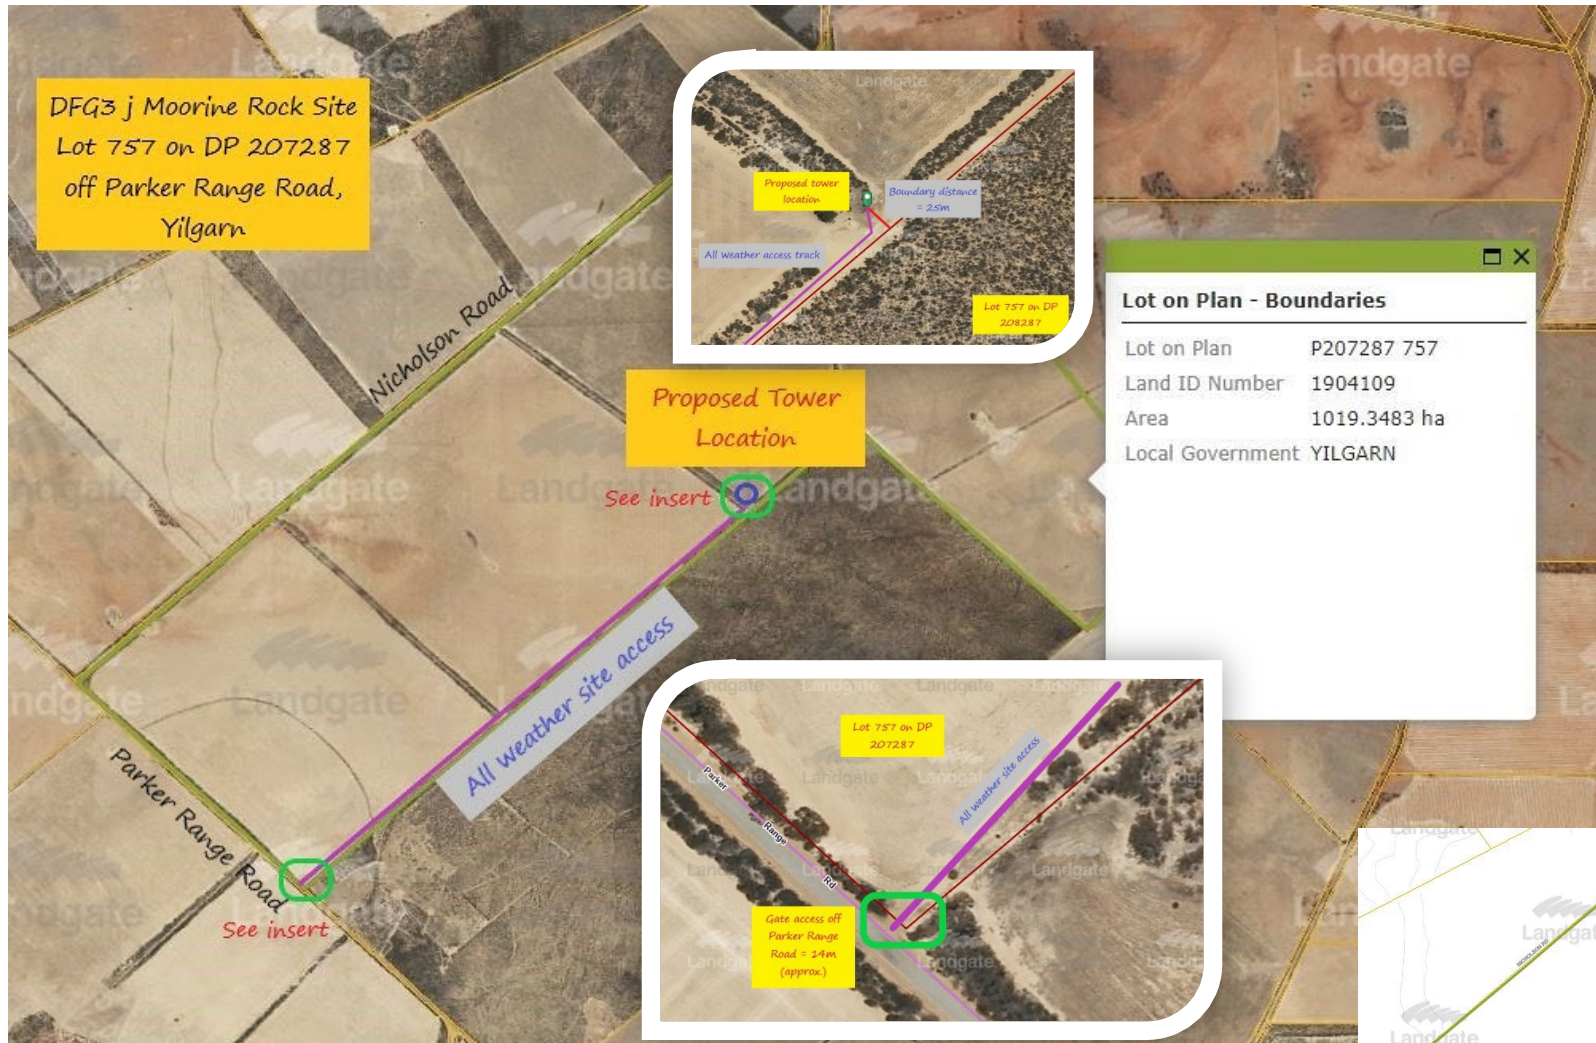 DFG3 j Moorine Rock Site
Lot 757 on DP 207287
off Parker Range Road,
Yilgarn
Landgate
Proposed tower
location
Boundary distance
= 25m
All weather access track
Lot 757 on DP
208287
Nicholson Road
Proposed Tower
Location
See insert
Lot on Plan - Boundaries
Lot on Plan P207287 757
Land ID Number 1904109
Area 1019.3483 ha
Local Government YILGARN
All weather site access
Parker Range
Road
See insert
Lot 757 on DP
207287
All weather site access
Parker Range Rd
Gate access off
Parker Range
Road = 14m
(approx.)
NICHOLSON RD
Landgate